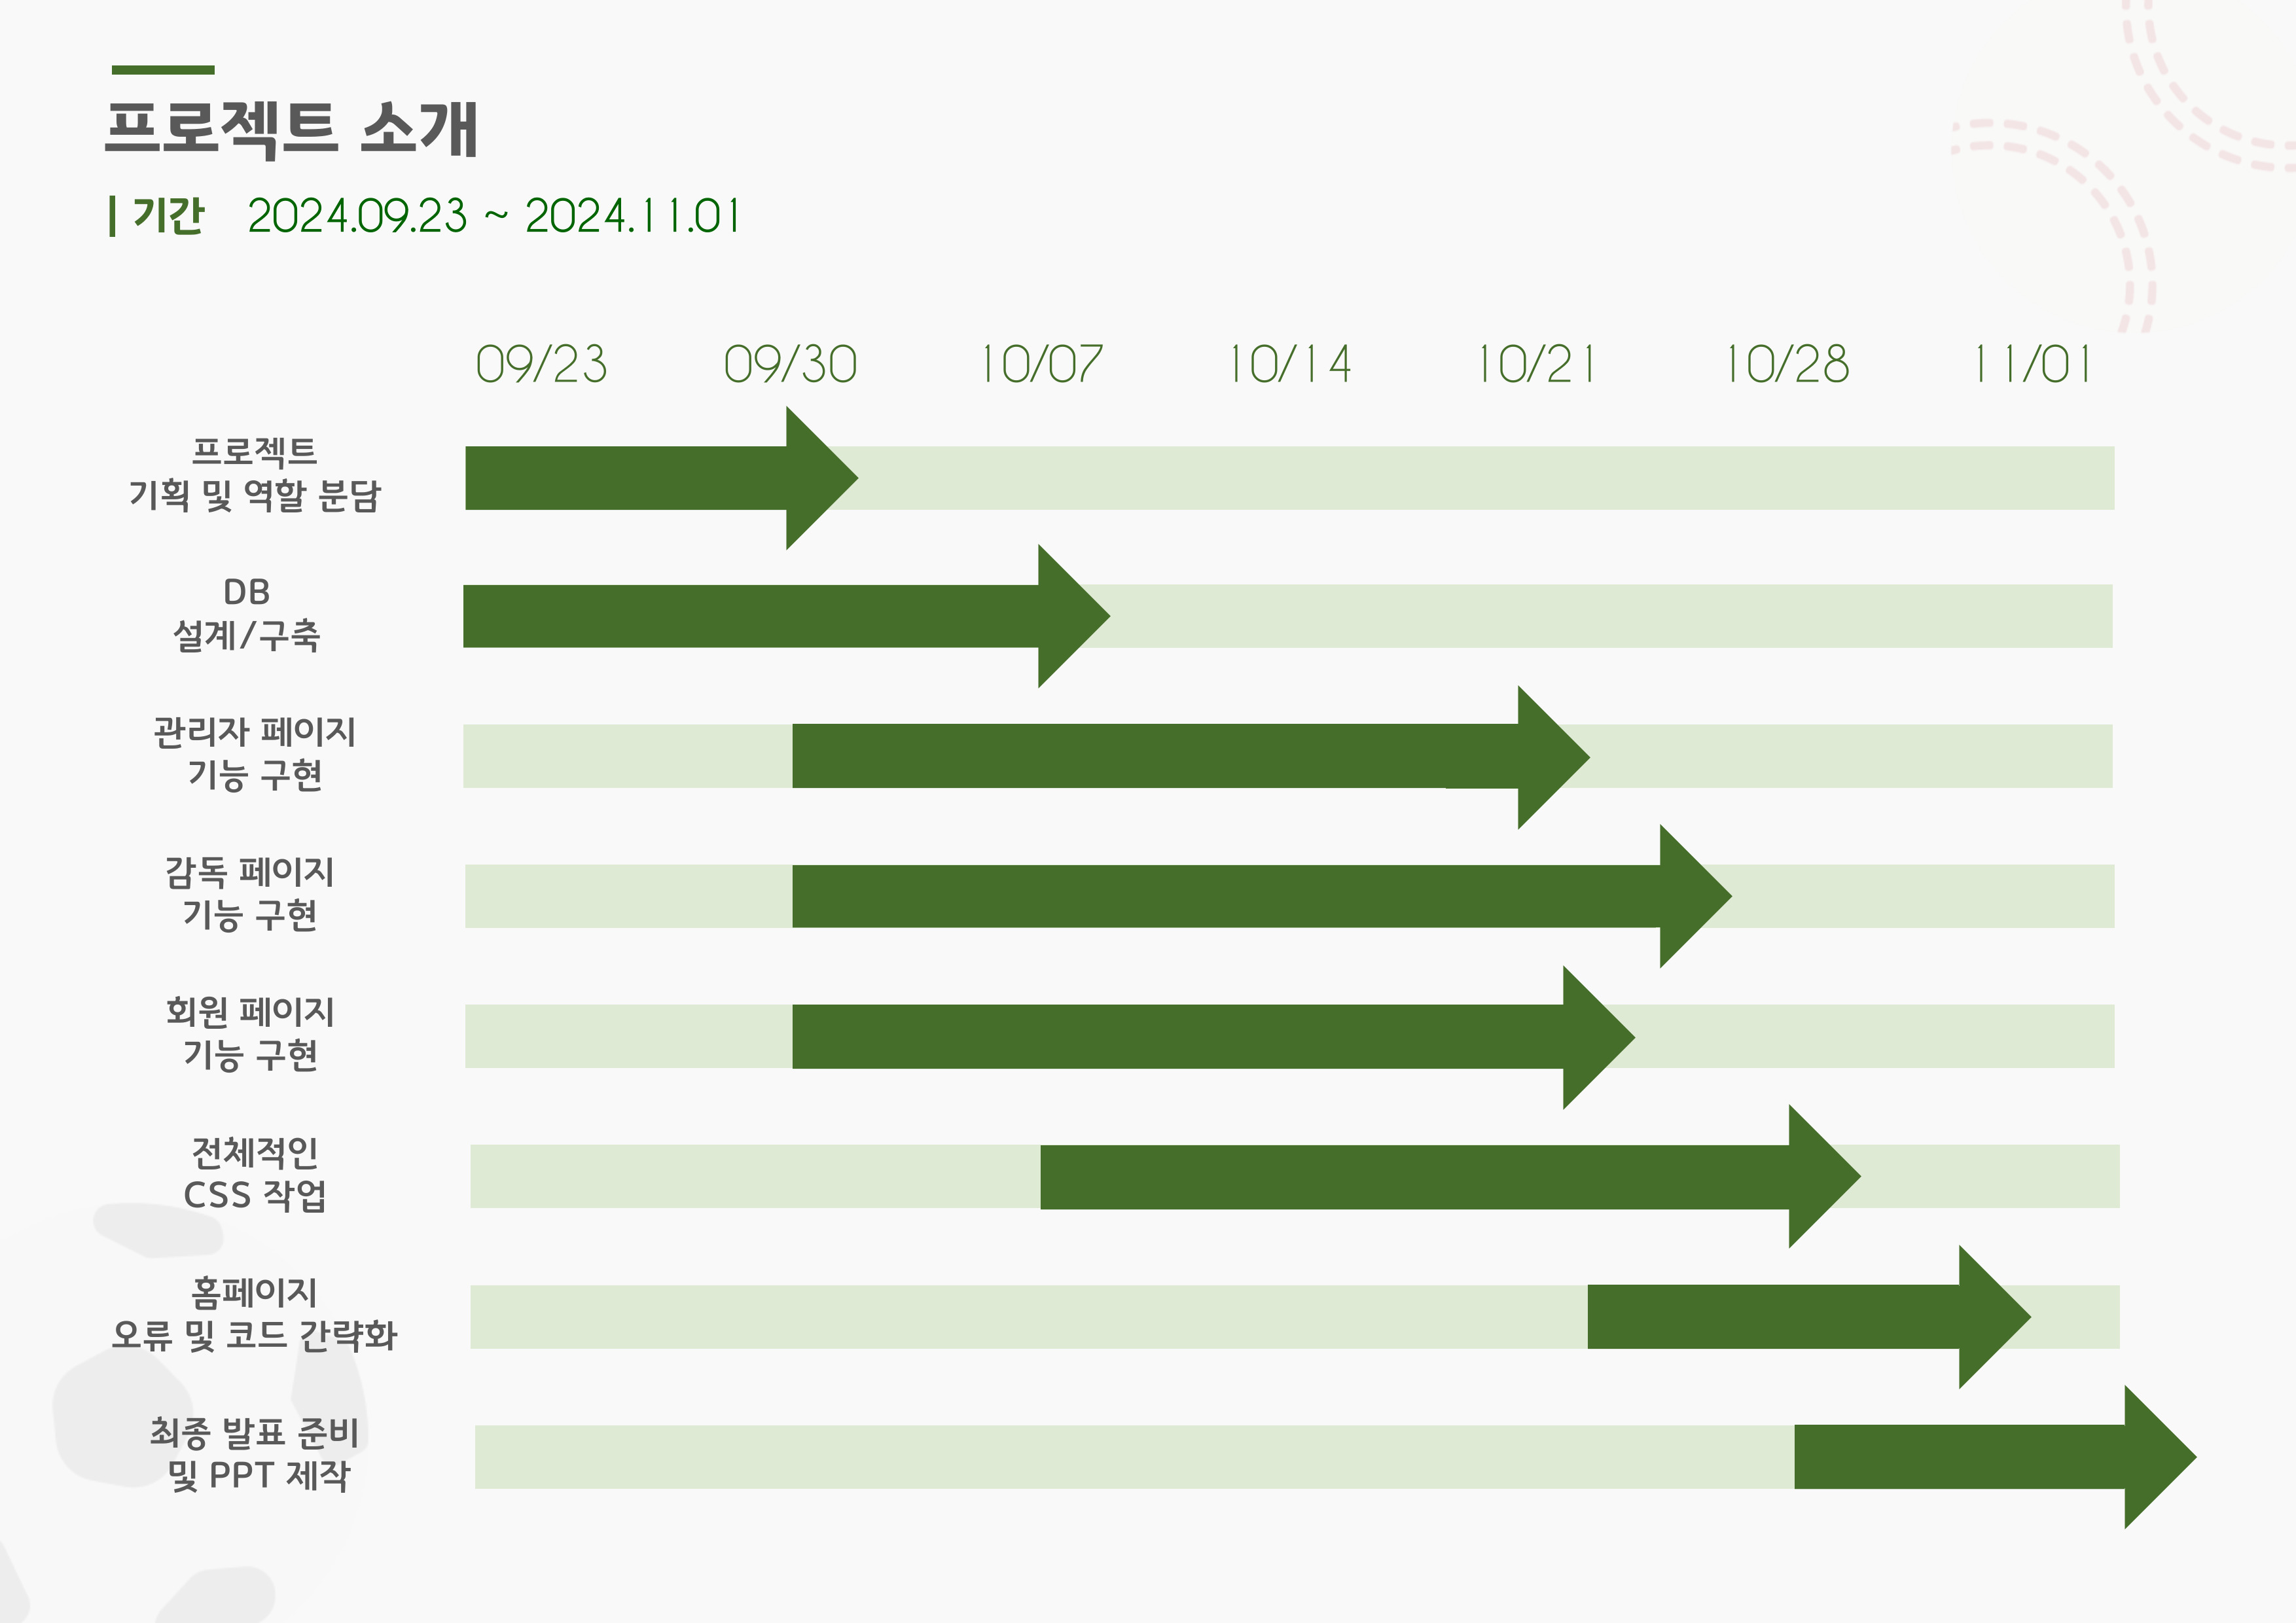 프로젝트 소개
기간 2024.09.23 ~ 2024.11.01
09/23 09/30 10/07 10/14 10/21 10/28 11/01
프로젝트
기획 및 역할 분담
DB
설계/구축
관리자 페이지
기능 구현
감독 페이지
기능 구현
회원 페이지
기능 구현
전체적인
CSS 작업
홈페이지
오류 및 코드 간략화
최종 발표 준비
및 PPT 제작